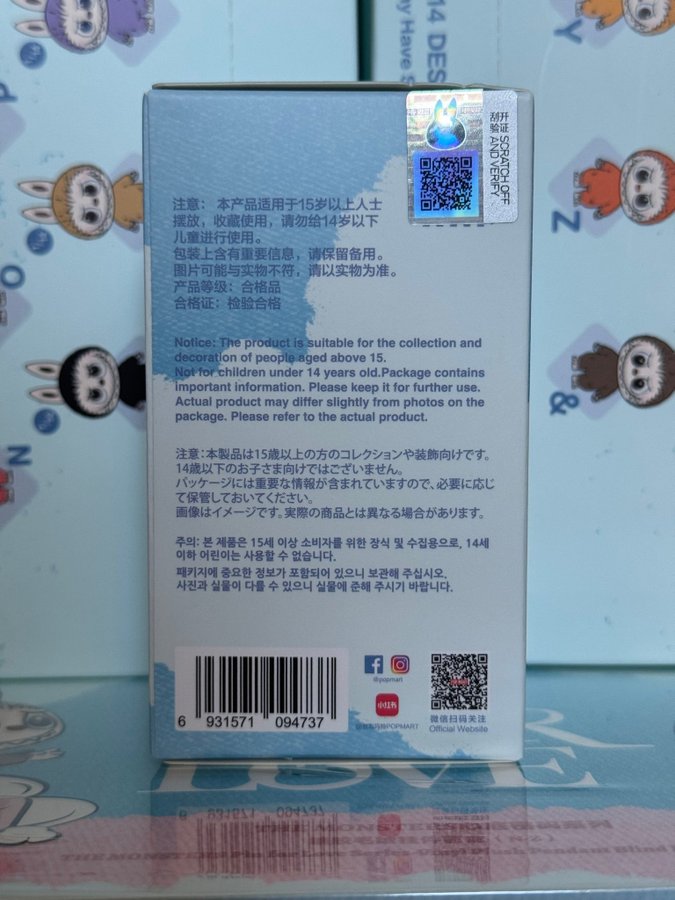 14 DES
y Have S
Y
Z
&
O
N
开证 SCRATCH OFF
刮验 AND VERIFY
注意： 本产品适用于15岁以上人士
摆放，收藏使用，请勿给14岁以下
儿童进行使用。
包装上含有重要信息，请保留备用。
图片可能与实物不符，请以实物为准。
产品等级：合格品
合格证：检验合格
Notice: The product is suitable for the collection and
decoration of people aged above 15.
Not for children under 14 years old.Package contains
important information. Please keep it for further use.
Actual product may differ slightly from photos on the
package. Please refer to the actual product.
注意：本製品は15歳以上の方のコレクションや装飾向けです。
14歳以下のお子さま向けではございません。
パッケージには重要な情報が含まれていますので、必要に応じ
て保管しておいてください。
画像はイメージです。実際の商品とは異なる場合があります。
주의: 본 제품은 15세 이상 소비자를 위한 장식 및 수집용으로, 14세
이하 어린이는 사용할 수 없습니다.
패키지에 중요한 정보가 포함되어 있으니 보관해 주십시오.
사진과 실물이 다를 수 있으니 실물에 준해 주시기 바랍니다.
6 931571 094737
@popmart
小红书
POPMART
微信扫码关注
Official Website
LOVE